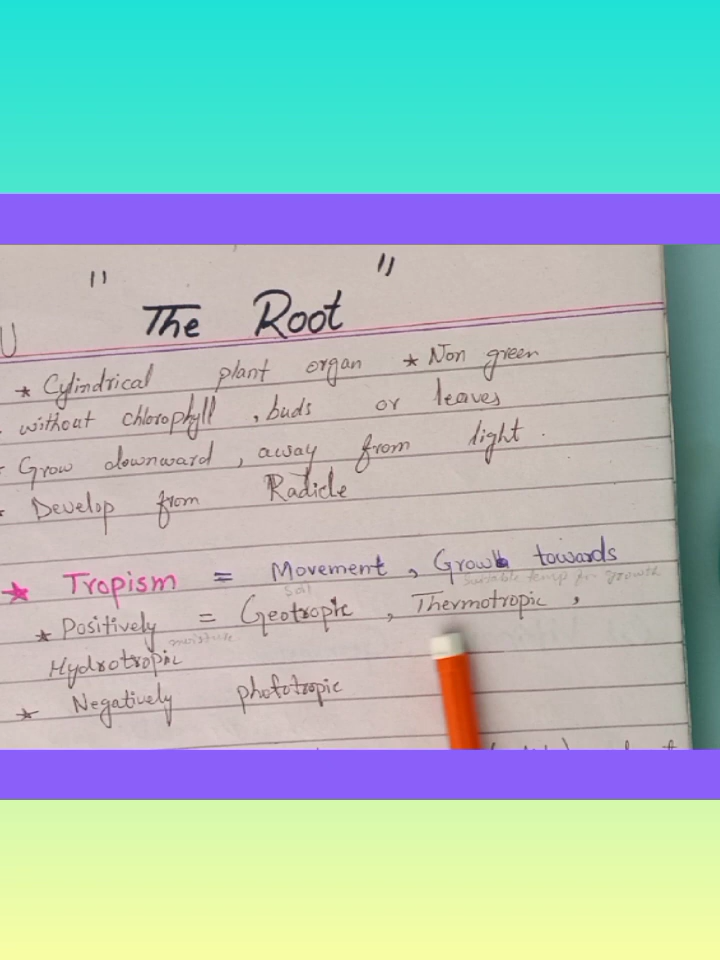 " The Root "
★ Cylindrical plant organ ★ Non green
without chlorophyll , buds or leaves
Grow downward , away from light .
Develop from Radicle
★ Tropism = Movement , Growth towards
soil suitable temp for growth
★ Positively = Geotropic , Thermotropic ,
moisture
Hydrotropic
★ Negatively phototropic